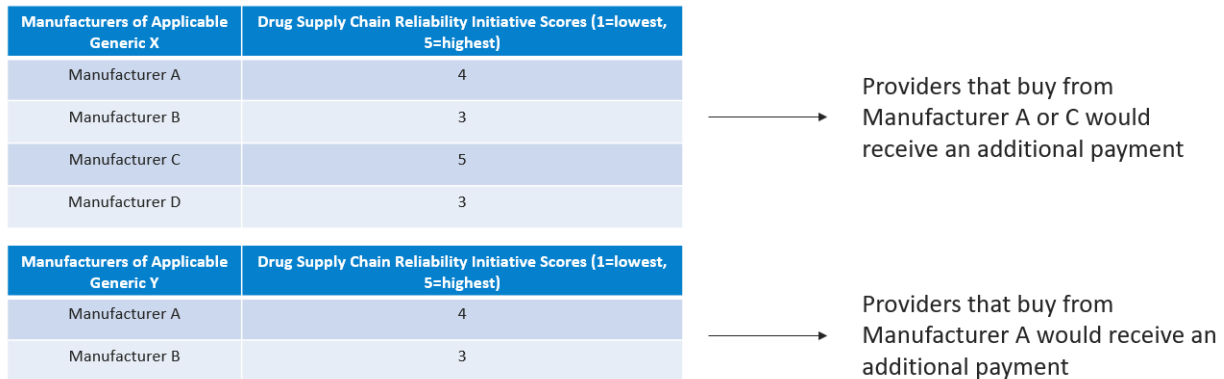 Manufacturers of Applicable
Generic X
Drug Supply Chain Reliability Initiative Scores (1=lowest,
5=highest)
Manufacturer A
4
Manufacturer B
3
Manufacturer C
5
Manufacturer D
3
Providers that buy from
Manufacturer A or C would
receive an additional payment
Manufacturers of Applicable
Generic Y
Drug Supply Chain Reliability Initiative Scores (1=lowest,
5=highest)
Manufacturer A
4
Manufacturer B
3
Providers that buy from
Manufacturer A would receive an
additional payment